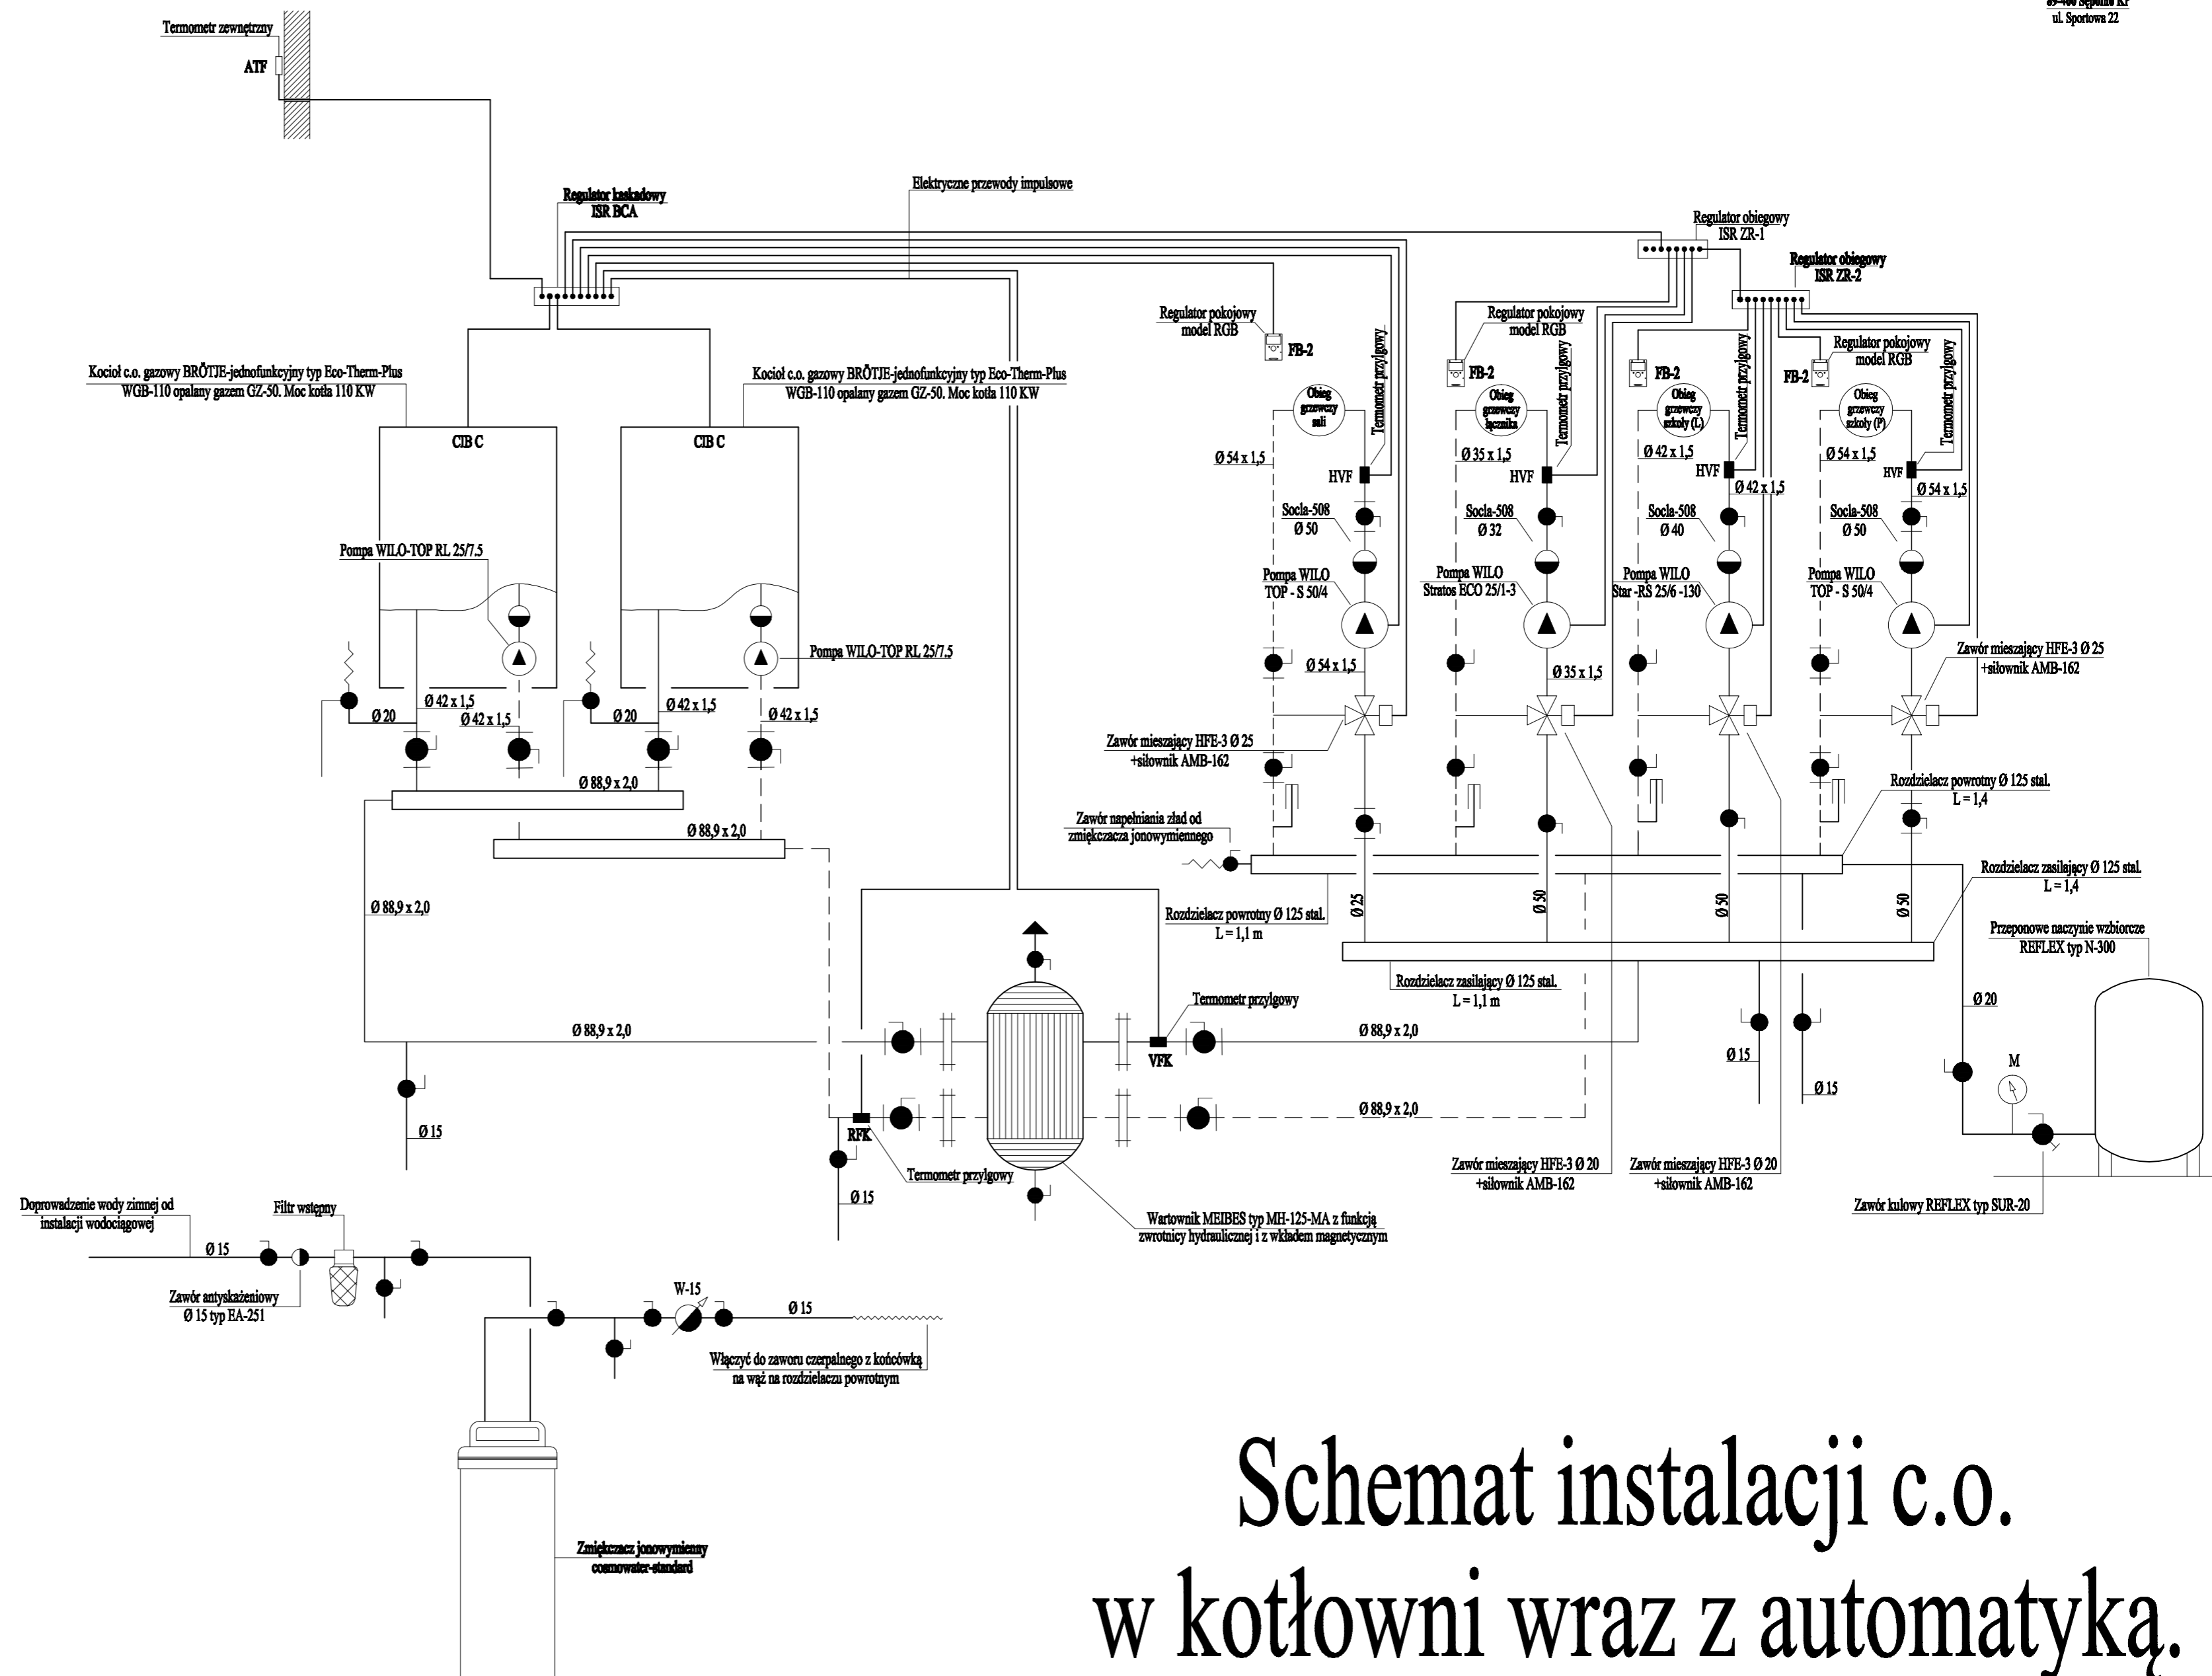 89-400 Sępólno Kr
ul. Sportowa 22
Termometr zewnętrzny
ATF
Regulator kaskadowy
ISR BCA
Elektryczne przewody impulsowe
Regulator obiegowy
ISR ZR-1
Regulator obiegowy
ISR ZR-2
Regulator pokojowy
model RGB
FB-2
Regulator pokojowy
model RGB
FB-2
FB-2
Regulator pokojowy
model RGB
FB-2
Termometr przylgowy
Termometr przylgowy
Termometr przylgowy
Termometr przylgowy
Kocioł c.o. gazowy BRÖTJE-jednofunkcyjny typ Eco-Therm-Plus
WGB-110 opalany gazem GZ-50. Moc kotła 110 KW
Kocioł c.o. gazowy BRÖTJE-jednofunkcyjny typ Eco-Therm-Plus
WGB-110 opalany gazem GZ-50. Moc kotła 110 KW
CIB C
CIB C
Obieg
grzewczy
sali
Obieg
grzewczy
łącznika
Obieg
grzewczy
szkoły (L)
Obieg
grzewczy
szkoły (P)
Ø 54 x 1,5
Ø 35 x 1,5
Ø 42 x 1,5
Ø 54 x 1,5
HVF
HVF
HVF
HVF
Ø 42 x 1,5
Ø 54 x 1,5
Socla-508
Ø 50
Socla-508
Ø 32
Socla-508
Ø 40
Socla-508
Ø 50
Pompa WILO-TOP RL 25/7.5
Pompa WILO
TOP - S 50/4
Pompa WILO
Stratos ECO 25/1-3
Pompa WILO
Star -RS 25/6 -130
Pompa WILO
TOP - S 50/4
Pompa WILO-TOP RL 25/7.5
Ø 54 x 1,5
Ø 35 x 1,5
Zawór mieszający HFE-3 Ø 25
+siłownik AMB-162
Ø 20
Ø 42 x 1,5
Ø 42 x 1,5
Ø 20
Ø 42 x 1,5
Ø 42 x 1,5
Zawór mieszający HFE-3 Ø 25
+siłownik AMB-162
Ø 88,9 x 2,0
Ø 88,9 x 2,0
Rozdzielacz powrotny Ø 125 stal.
L = 1,4
Zawór napełniania zład od
zmiękczacza jonowymiennego
Rozdzielacz zasilający Ø 125 stal.
L = 1,4
Ø 88,9 x 2,0
Ø 25
Ø 50
Ø 50
Ø 50
Rozdzielacz powrotny Ø 125 stal.
L = 1,1 m
Przeponowe naczynie wzbiorcze
REFLEX typ N-300
Rozdzielacz zasilający Ø 125 stal.
L = 1,1 m
Termometr przylgowy
Ø 20
Ø 88,9 x 2,0
Ø 88,9 x 2,0
VFK
Ø 15
M
Ø 15
Ø 88,9 x 2,0
Ø 15
RFK
Termometr przylgowy
Ø 15
Zawór mieszający HFE-3 Ø 20
+siłownik AMB-162
Zawór mieszający HFE-3 Ø 20
+siłownik AMB-162
Zawór kulowy REFLEX typ SUR-20
Doprowadzenie wody zimnej od
instalacji wodociągowej
Filtr wstępny
Ø 15
Wartownik MEIBES typ MH-125-MA z funkcją
zwrotnicy hydraulicznej i z wkładem magnetycznym
Zawór antyskażeniowy
Ø 15 typ EA-251
W-15
Ø 15
Włączyć do zaworu czerpalnego z końcówką
na wąż na rozdzielaczu powrotnym
Zmiękczacz jonowymienny
cosmowater-standard
Schemat instalacji c.o.
w kotłowni wraz z automatyką.